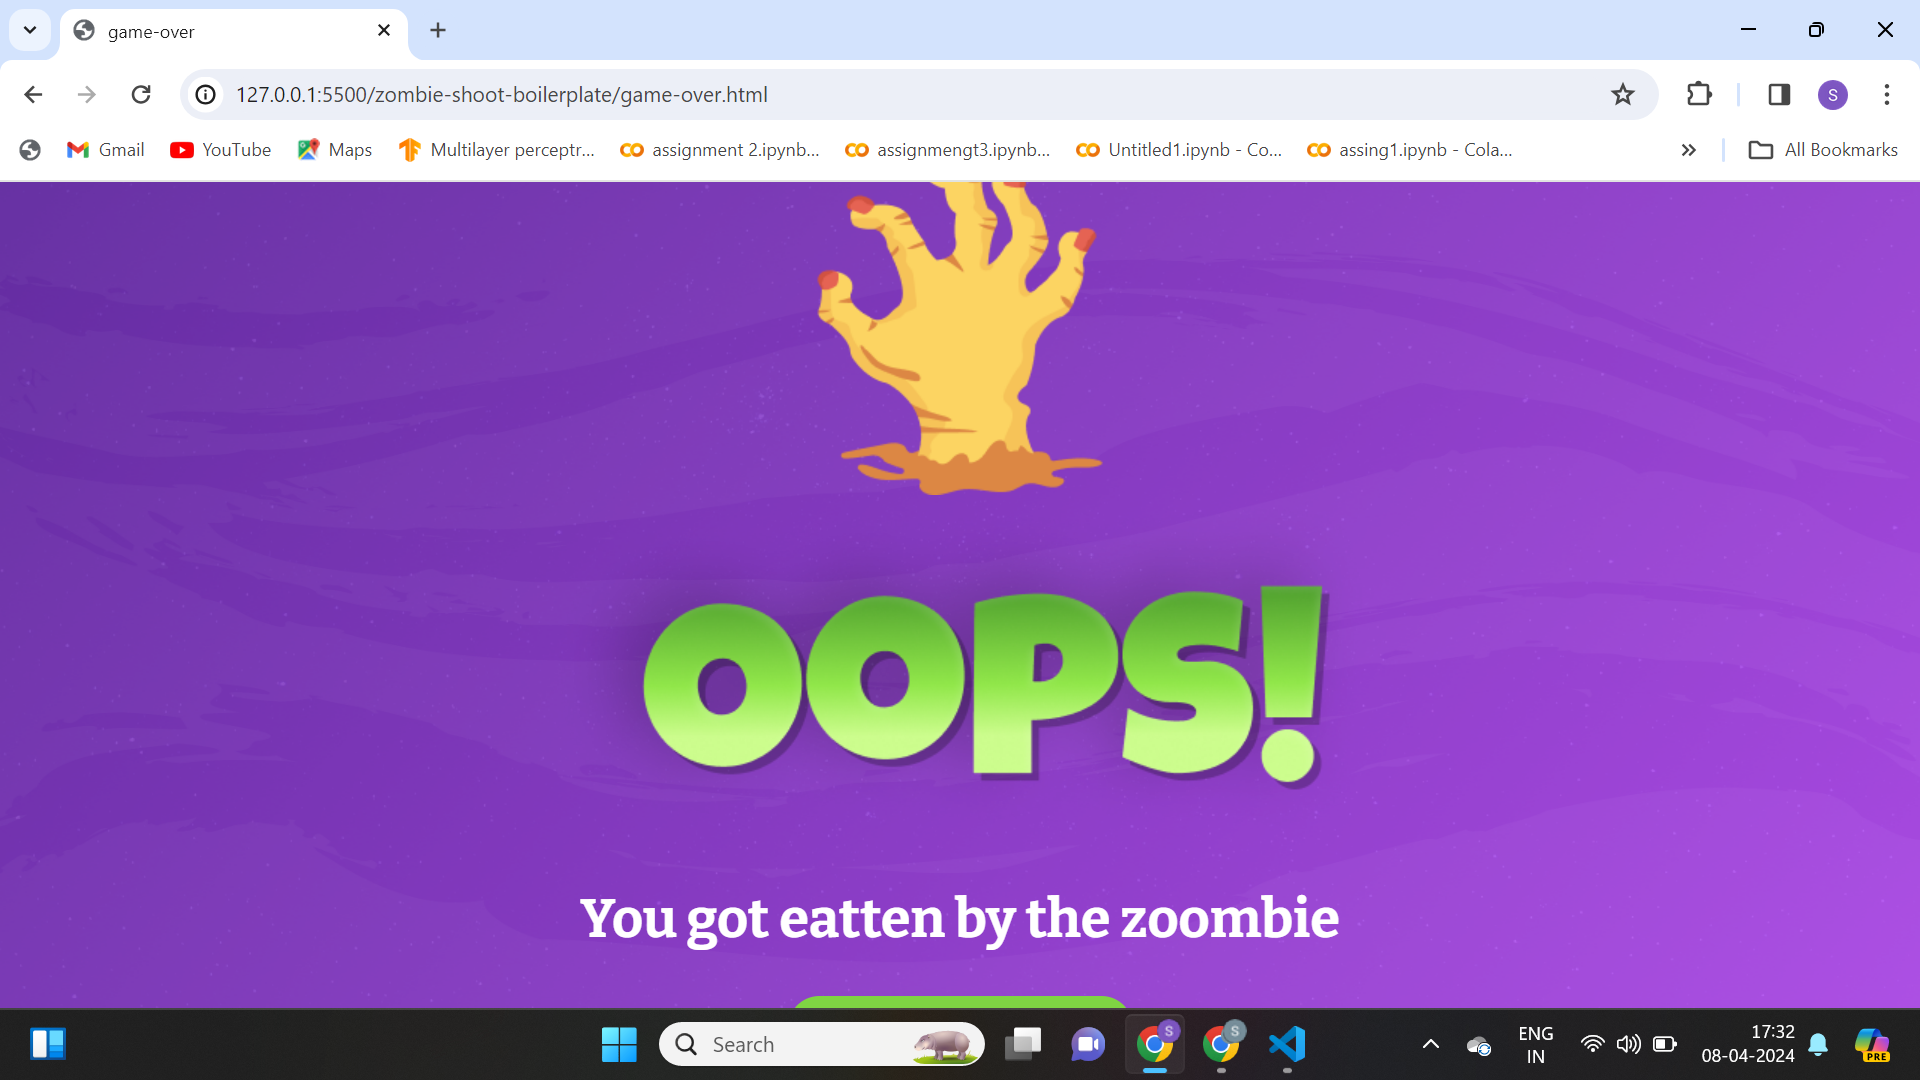 game-over
127.0.0.1:5500/zombie-shoot-boilerplate/game-over.html
S
Gmail
YouTube
Maps
Multilayer perceptr...
assignment 2.ipynb...
assignmengt3.ipynb...
Untitled1.ipynb - Co...
assing1.ipynb - Cola...
All Bookmarks
OOPS!
You got eatten by the zoombie
Search
S
S
ENG
IN
17:32
08-04-2024
PRE